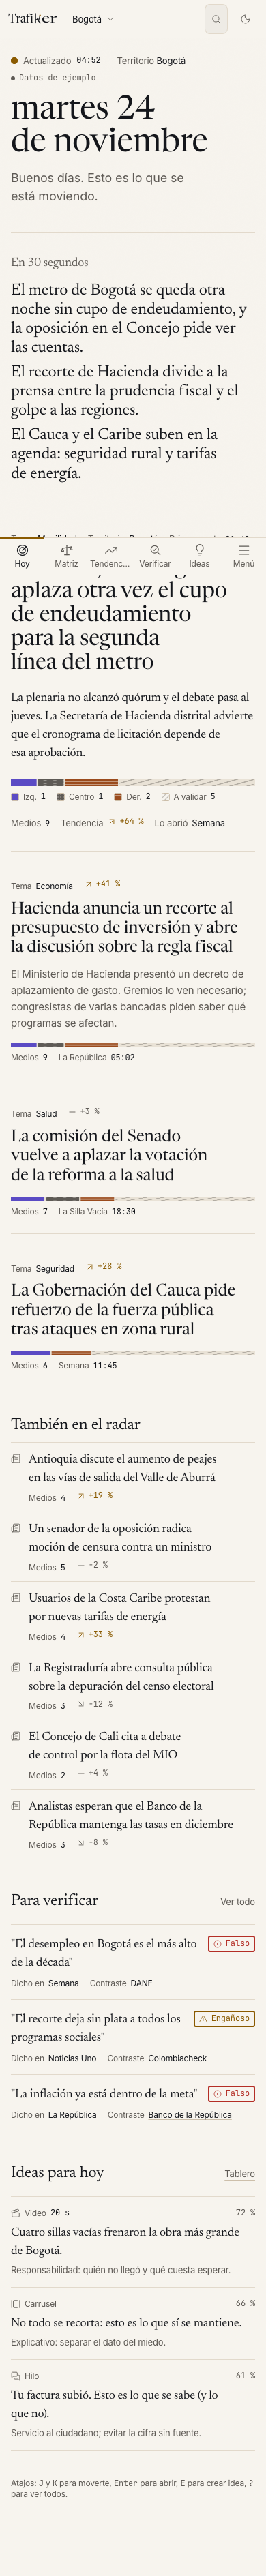 Trafiker Bogotá
Actualizado 04:52 Territorio Bogotá
Datos de ejemplo
martes 24
de noviembre
Buenos días. Esto es lo que se
está moviendo.
En 30 segundos
El metro de Bogotá se queda otra
noche sin cupo de endeudamiento, y
la oposición en el Concejo pide ver
las cuentas.
El recorte de Hacienda divide a la
prensa entre la prudencia fiscal y el
golpe a las regiones.
El Cauca y el Caribe suben en la
agenda: seguridad rural y tarifas
de energía.
Hoy Matriz Tendenc... Verificar Ideas Menú
aplaza otra vez el cupo
de endeudamiento
para la segunda
línea del metro
La plenaria no alcanzó quórum y el debate pasa al
jueves. La Secretaría de Hacienda distrital advierte
que el cronograma de licitación depende de
esa aprobación.
Izq. 1 Centro 1 Der. 2 A validar 5
Medios 9 Tendencia +64 % Lo abrió Semana
Tema Economía +41 %
Hacienda anuncia un recorte al
presupuesto de inversión y abre
la discusión sobre la regla fiscal
El Ministerio de Hacienda presentó un decreto de
aplazamiento de gasto. Gremios lo ven necesario;
congresistas de varias bancadas piden saber qué
programas se afectan.
Medios 9 La República 05:02
Tema Salud +3 %
La comisión del Senado
vuelve a aplazar la votación
de la reforma a la salud
Medios 7 La Silla Vacía 18:30
Tema Seguridad +28 %
La Gobernación del Cauca pide
refuerzo de la fuerza pública
tras ataques en zona rural
Medios 6 Semana 11:45
También en el radar
Antioquia discute el aumento de peajes
en las vías de salida del Valle de Aburrá
Medios 4 +19 %
Un senador de la oposición radica
moción de censura contra un ministro
Medios 5 -2 %
Usuarios de la Costa Caribe protestan
por nuevas tarifas de energía
Medios 4 +33 %
La Registraduría abre consulta pública
sobre la depuración del censo electoral
Medios 3 -12 %
El Concejo de Cali cita a debate
de control por la flota del MIO
Medios 2 +4 %
Analistas esperan que el Banco de la
República mantenga las tasas en diciembre
Medios 3 -8 %
Para verificar Ver todo
"El desempleo en Bogotá es el más alto
de la década" Falso
Dicho en Semana Contraste DANE
"El recorte deja sin plata a todos los
programas sociales" Engañoso
Dicho en Noticias Uno Contraste Colombiacheck
"La inflación ya está dentro de la meta" Falso
Dicho en La República Contraste Banco de la República
Ideas para hoy Tablero
Video 20 s 72 %
Cuatro sillas vacías frenaron la obra más grande
de Bogotá.
Responsabilidad: quién no llegó y qué cuesta esperar.
Carrusel 66 %
No todo se recorta: esto es lo que sí se mantiene.
Explicativo: separar el dato del miedo.
Hilo 61 %
Tu factura subió. Esto es lo que se sabe (y lo
que no).
Servicio al ciudadano; evitar la cifra sin fuente.
Atajos: J y K para moverte, Enter para abrir, E para crear idea, ?
para ver todos.